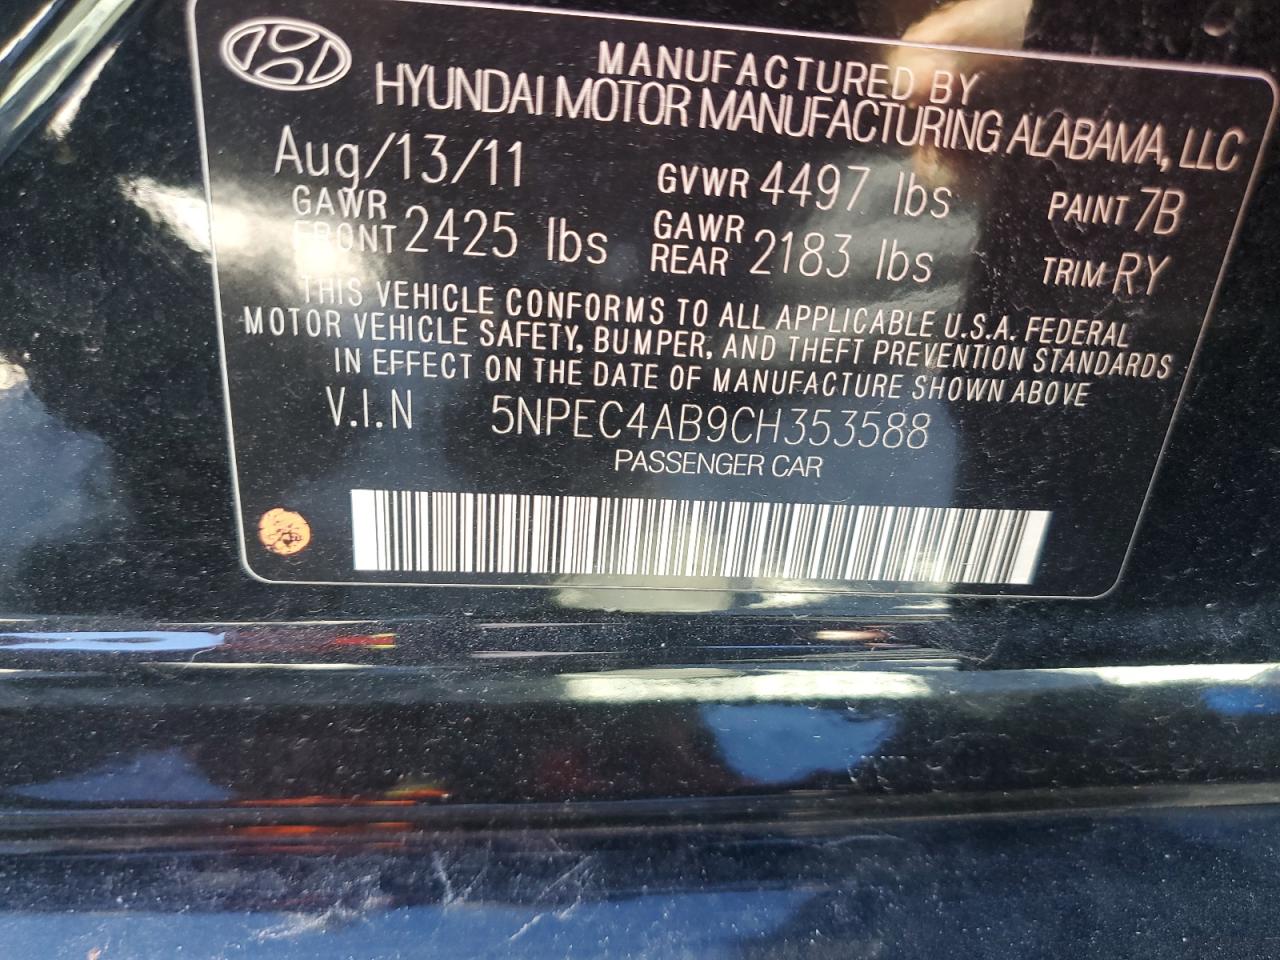 MANUFACTURED BY
HYUNDAI MOTOR MANUFACTURING ALABAMA, LLC
Aug/13/11 GVWR 4497 lbs PAINT 7B
GAWR FRONT 2425 lbs GAWR REAR 2183 lbs TRIM RY
THIS VEHICLE CONFORMS TO ALL APPLICABLE U.S.A. FEDERAL
MOTOR VEHICLE SAFETY, BUMPER, AND THEFT PREVENTION STANDARDS
IN EFFECT ON THE DATE OF MANUFACTURE SHOWN ABOVE
V.I.N 5NPEC4AB9CH353588
PASSENGER CAR